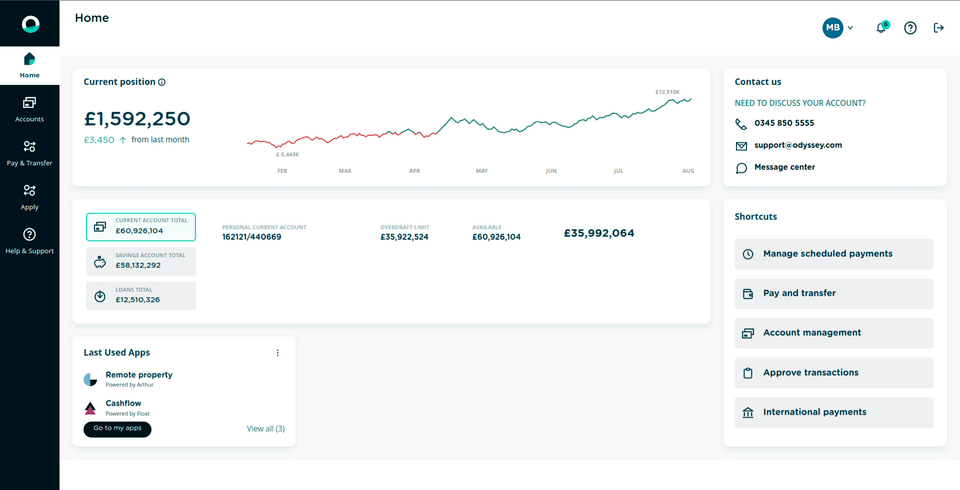 Home
MB
6
Home
Accounts
Pay & Transfer
Apply
Help & Support
Current position
£1,592,250
£3,450 ↑ from last month
£12,510K
£-5,443K
FEB MAR APR MAY JUN JUL AUG
CURRENT ACCOUNT TOTAL
£60,926,104
SAVINGS ACCOUNT TOTAL
£58,132,292
LOANS TOTAL
£12,510,326
PERSONAL CURRENT ACCOUNT
162121/440669
OVERDRAFT LIMIT
£35,922,524
AVAILABLE
£60,926,104
£35,992,064
Last Used Apps
Remote property
Powered by Arthur
Cashflow
Powered by Float
Go to my apps
View all (3)
Contact us
NEED TO DISCUSS YOUR ACCOUNT?
0345 850 5555
support@odyssey.com
Message center
Shortcuts
Manage scheduled payments
Pay and transfer
Account management
Approve transactions
International payments